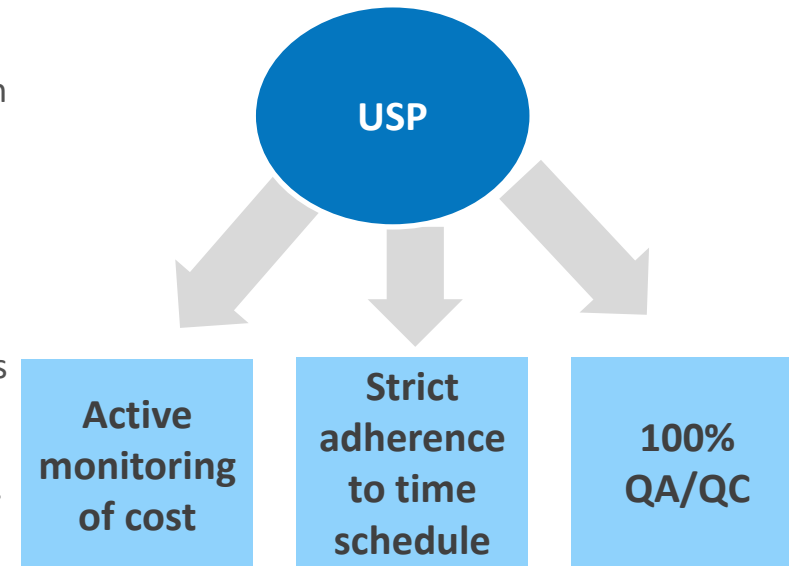 USP
Active
monitoring
of cost
Strict
adherence
to time
schedule
100%
QA/QC